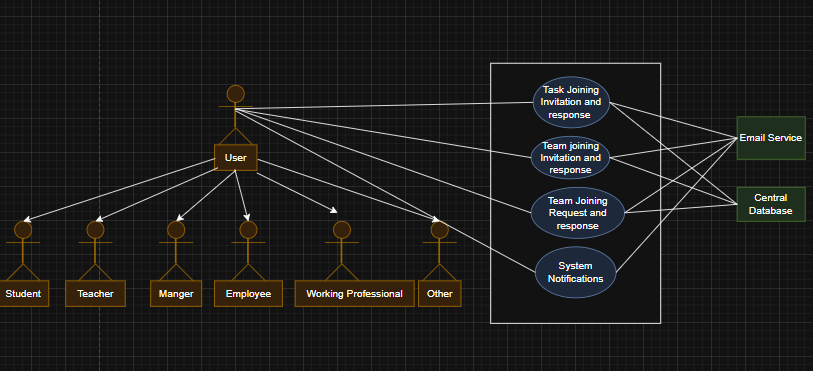 Task Joining
Invitation and
response
Email Service
Team joining
Invitation and
response
User
Central
Database
Team Joining
Request and
response
System
Notifications
Student
Teacher
Manger
Employee
Working Professional
Other